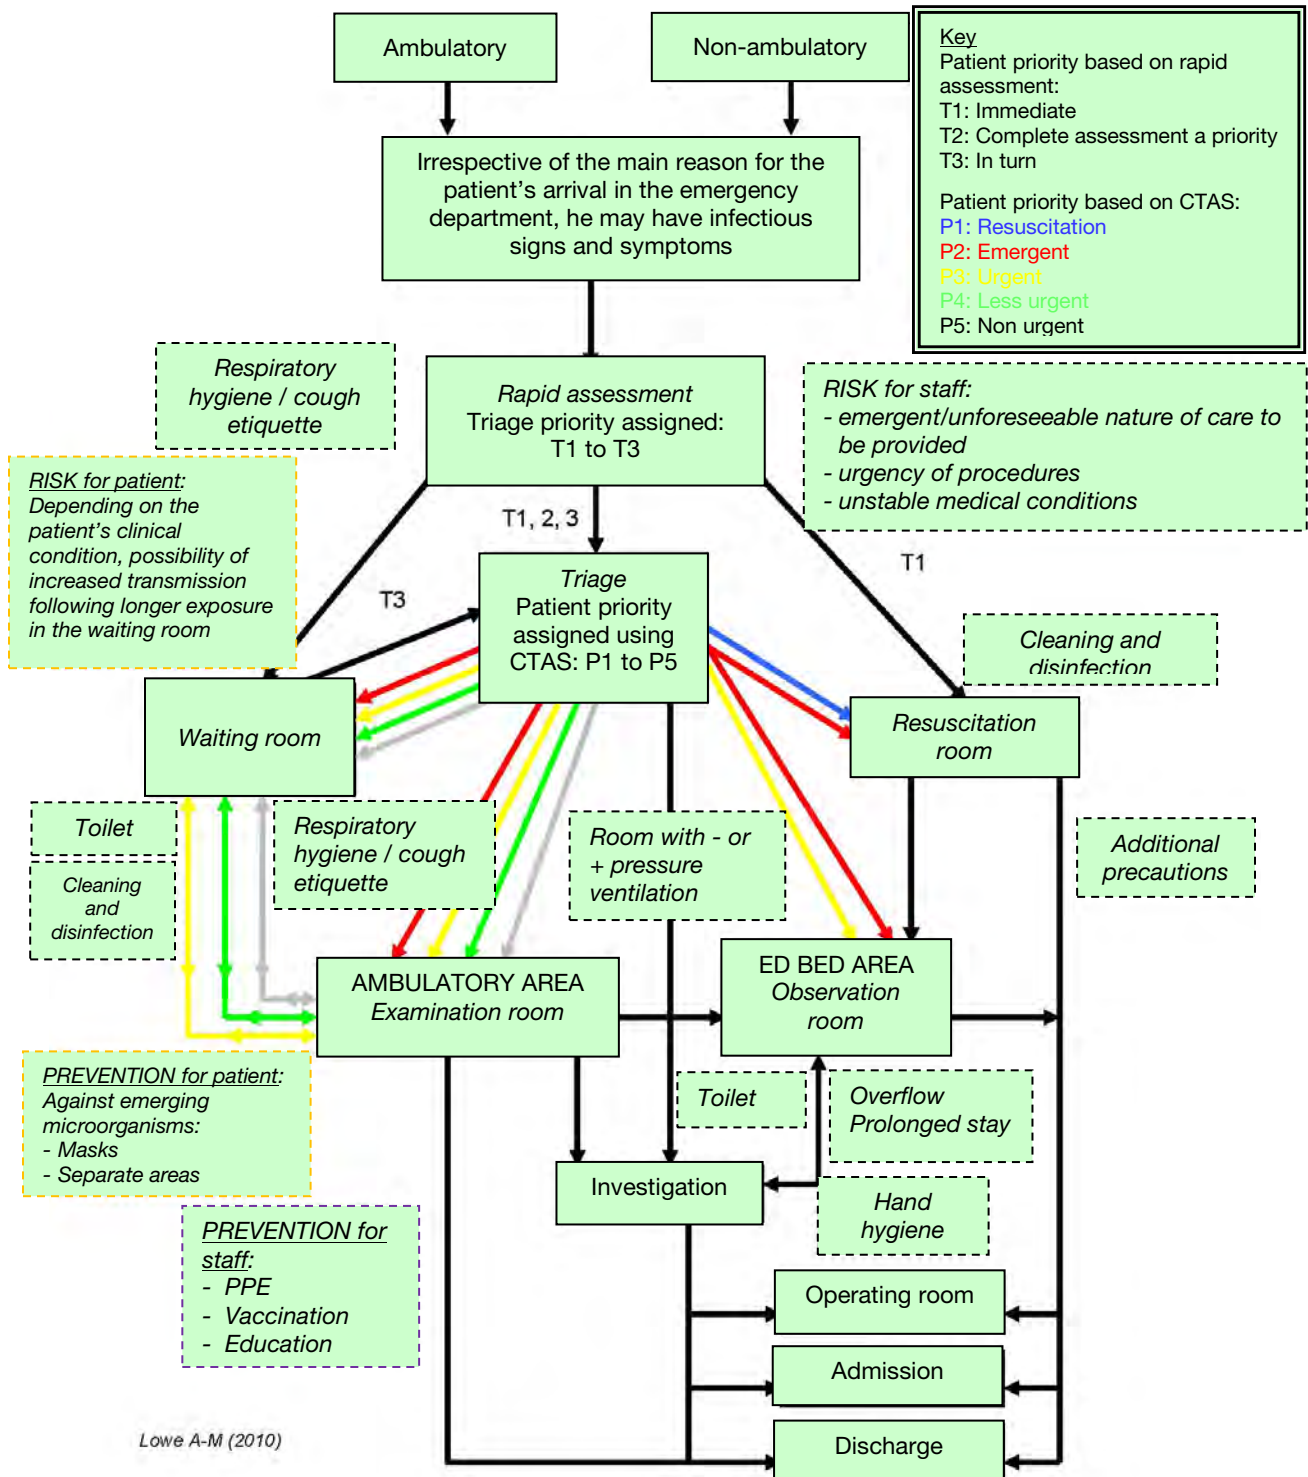 Ambulatory
Non-ambulatory
Key
Patient priority based on rapid
assessment:
T1: Immediate
T2: Complete assessment a priority
T3: In turn
Patient priority based on CTAS:
P1: Resuscitation
P2: Emergent
P3: Urgent
P4: Less urgent
P5: Non urgent
Irrespective of the main reason for the
patient's arrival in the emergency
department, he may have infectious
signs and symptoms
Respiratory
hygiene / cough
etiquette
Rapid assessment
Triage priority assigned:
T1 to T3
RISK for staff:
- emergent/unforeseeable nature of care to
be provided
- urgency of procedures
- unstable medical conditions
RISK for patient:
Depending on the
patient's clinical
condition, possibility of
increased transmission
following longer exposure
in the waiting room
T1, 2, 3
T1
T3
Triage
Patient priority
assigned using
CTAS: P1 to P5
Cleaning and
disinfection
Waiting room
Resuscitation
room
Toilet
Cleaning
and
disinfection
Respiratory
hygiene / cough
etiquette
Room with - or
+ pressure
ventilation
Additional
precautions
AMBULATORY AREA
Examination room
ED BED AREA
Observation
room
PREVENTION for patient:
Against emerging
microorganisms:
- Masks
- Separate areas
Toilet
Overflow
Prolonged stay
Investigation
Hand
hygiene
PREVENTION for
staff:
- PPE
- Vaccination
- Education
Operating room
Admission
Discharge
Lowe A-M (2010)